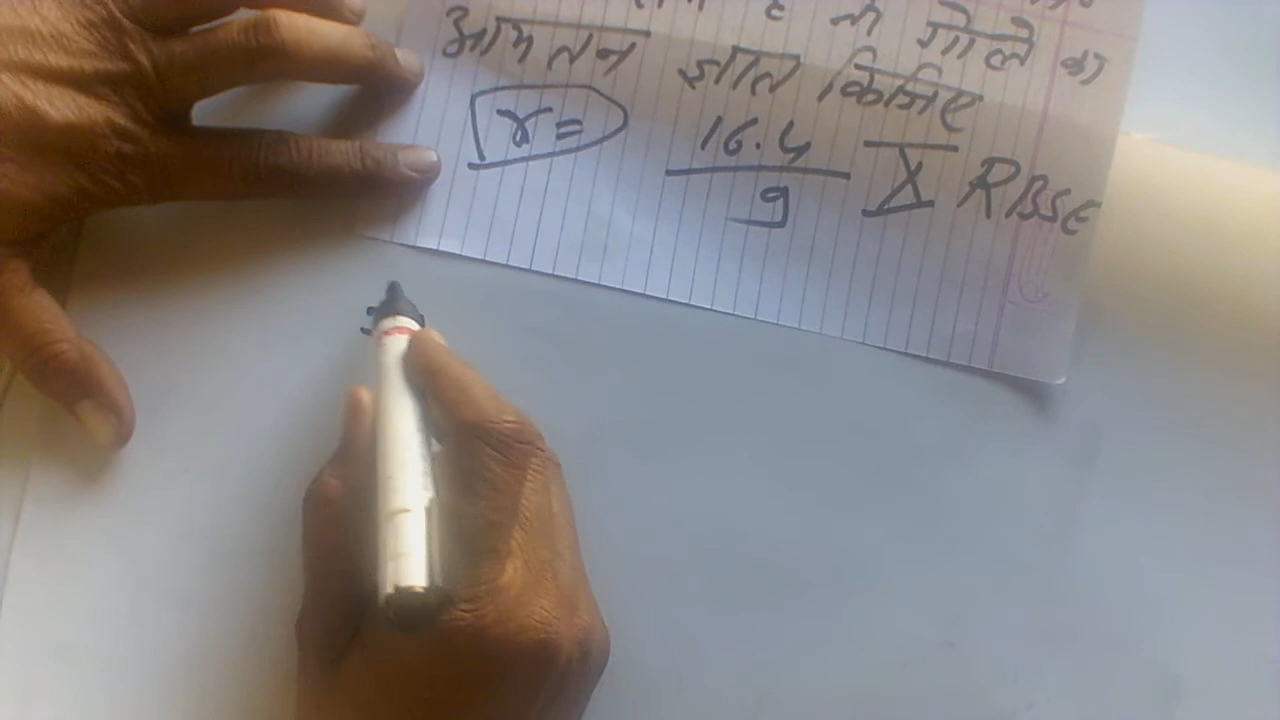 है तो गोले का
आयतन ज्ञात किजिए
r=
16.4
9
X RBSE